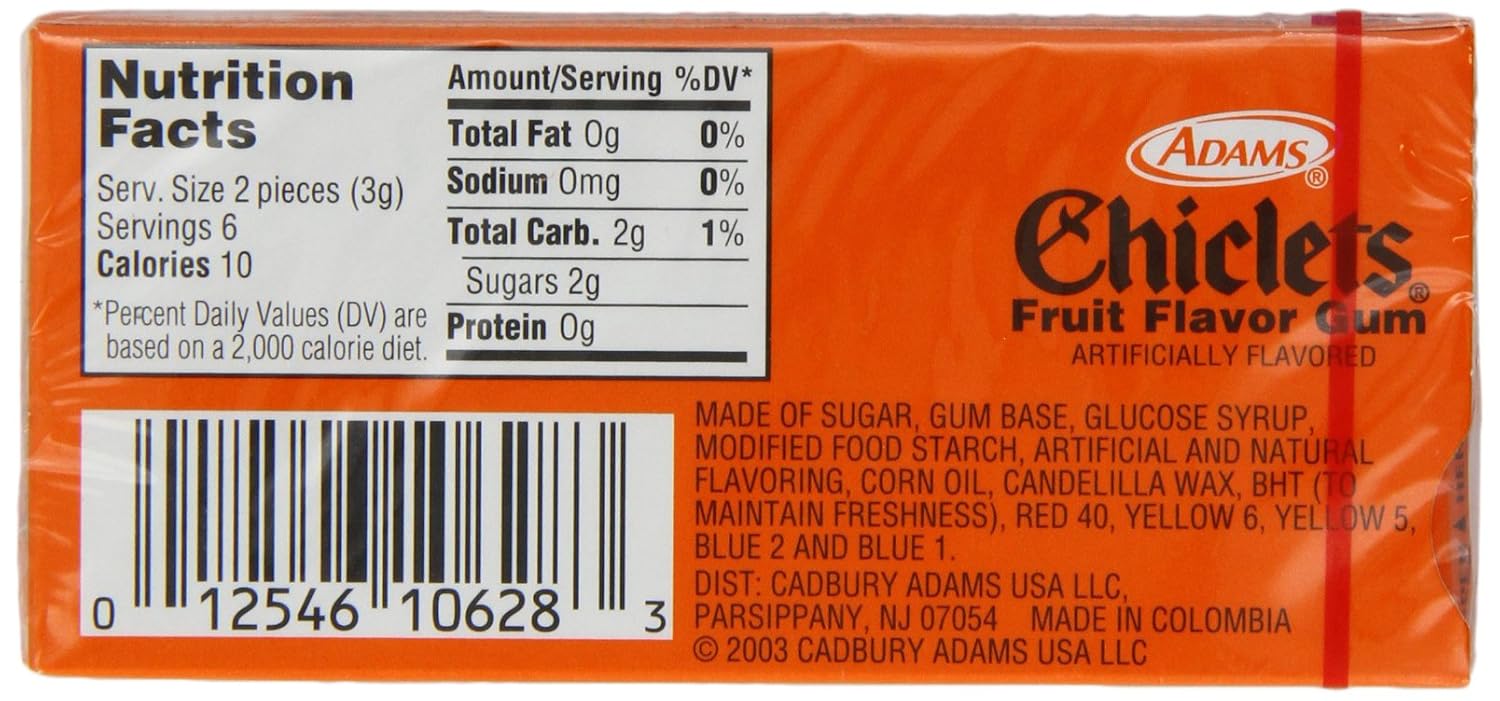 Nutrition
Facts
Serv. Size 2 pieces (3g)
Servings 6
Calories 10
*Percent Daily Values (DV) are
based on a 2,000 calorie diet.
Amount/Serving %DV*
Total Fat 0g 0%
Sodium 0mg 0%
Total Carb. 2g 1%
Sugars 2g
Protein 0g
ADAMS®
Chiclets®
Fruit Flavor Gum
ARTIFICIALLY FLAVORED
MADE OF SUGAR, GUM BASE, GLUCOSE SYRUP,
MODIFIED FOOD STARCH, ARTIFICIAL AND NATURAL
FLAVORING, CORN OIL, CANDELILLA WAX, BHT (TO
MAINTAIN FRESHNESS), RED 40, YELLOW 6, YELLOW 5,
BLUE 2 AND BLUE 1.
DIST: CADBURY ADAMS USA LLC,
PARSIPPANY, NJ 07054 MADE IN COLOMBIA
© 2003 CADBURY ADAMS USA LLC
0 12546 10628 3